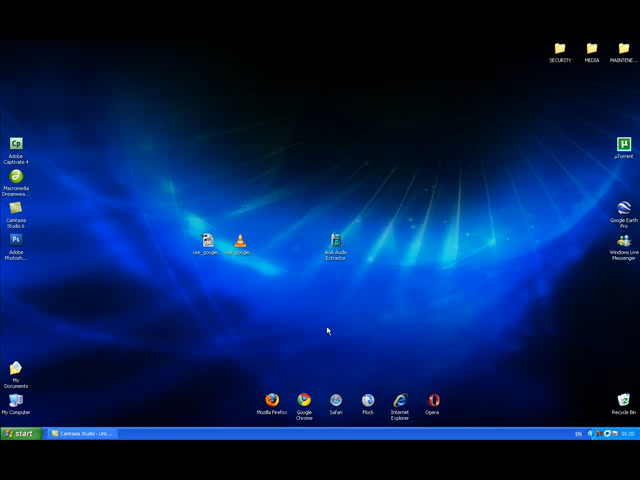 SECURITY
MEDIA
MAINTENE...
Adobe
Captivate 4
µTorrent
Macromedia
Dreamwea...
Camtasia
Studio 6
Google Earth
Pro
Adobe
Photosh...
use_google...
use_google...
AoA Audio
Extractor
Windows Live
Messenger
My
Documents
My Computer
Mozilla Firefox
Google
Chrome
Safari
Flock
Internet
Explorer
Opera
Recycle Bin
start
Camtasia Studio - Unt...
EN